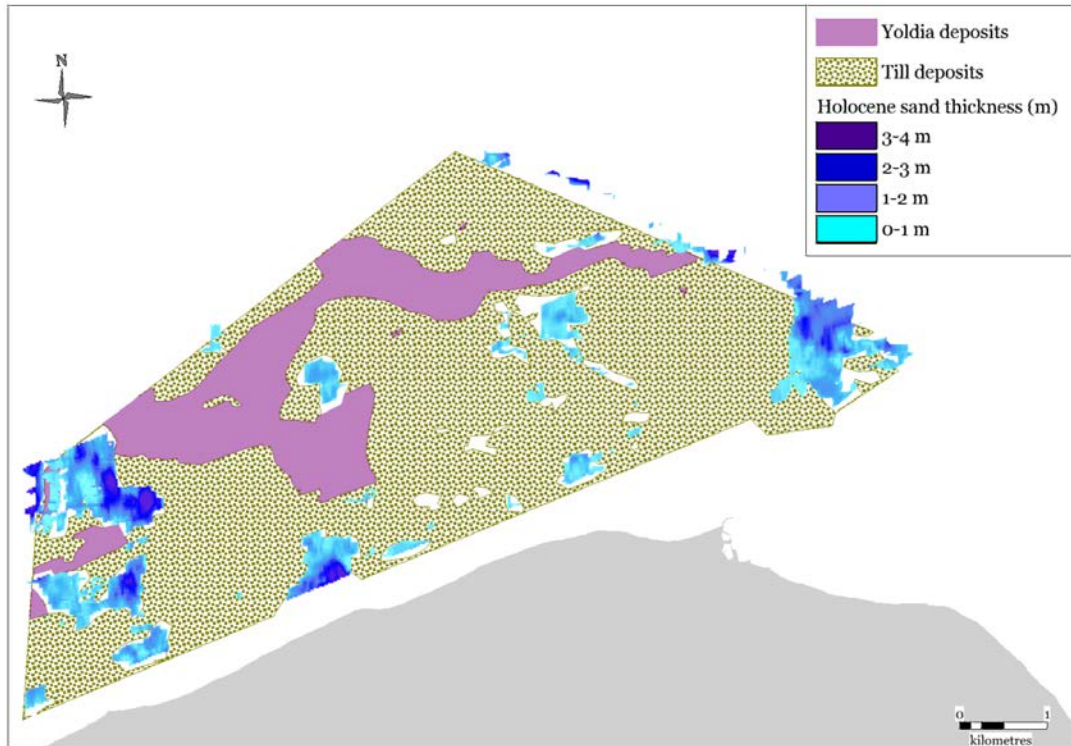 N
Yoldia deposits
Till deposits
Holocene sand thickness (m)
3-4 m
2-3 m
1-2 m
0-1 m
0 1
kilometres